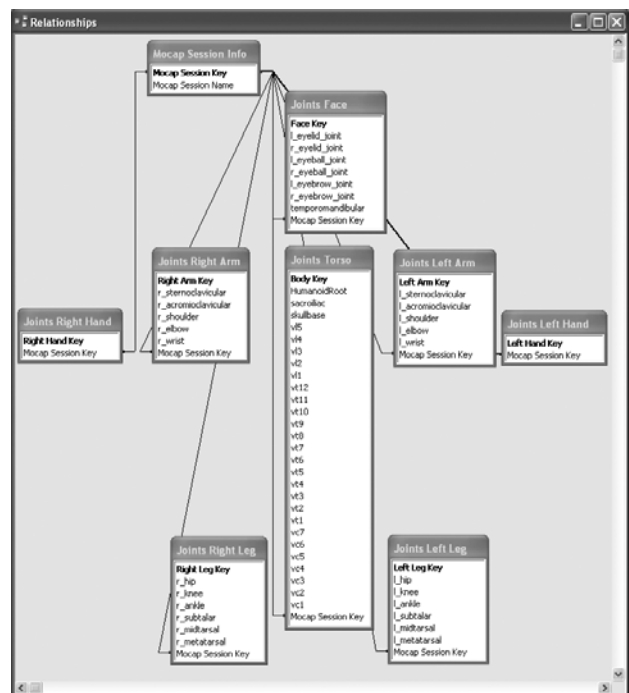 Relationships
Mocap Session Info
Mocap Session Key
Mocap Session Name
Joints Face
Face Key
l_eyelid_joint
r_eyelid_joint
l_eyeball_joint
r_eyeball_joint
l_eyebrow_joint
r_eyebrow_joint
temporomandibular
Mocap Session Key
Joints Right Arm
Right Arm Key
r_sternoclavicular
r_acromioclavicular
r_shoulder
r_elbow
r_wrist
Mocap Session Key
Joints Torso
Body Key
HumanoidRoot
sacroiliac
skullbase
vl5
vl4
vl3
vl2
vl1
vt12
vt11
vt10
vt9
vt8
vt7
vt6
vt5
vt4
vt3
vt2
vt1
vc7
vc6
vc5
vc4
vc3
vc2
vc1
Mocap Session Key
Joints Left Arm
Left Arm Key
l_sternoclavicular
l_acromioclavicular
l_shoulder
l_elbow
l_wrist
Mocap Session Key
Joints Right Hand
Right Hand Key
Mocap Session Key
Joints Left Hand
Left Hand Key
Mocap Session Key
Joints Right Leg
Right Leg Key
r_hip
r_knee
r_ankle
r_subtalar
r_midtarsal
r_metatarsal
Mocap Session Key
Joints Left Leg
Left Leg Key
l_hip
l_knee
l_ankle
l_subtalar
l_midtarsal
l_metatarsal
Mocap Session Key